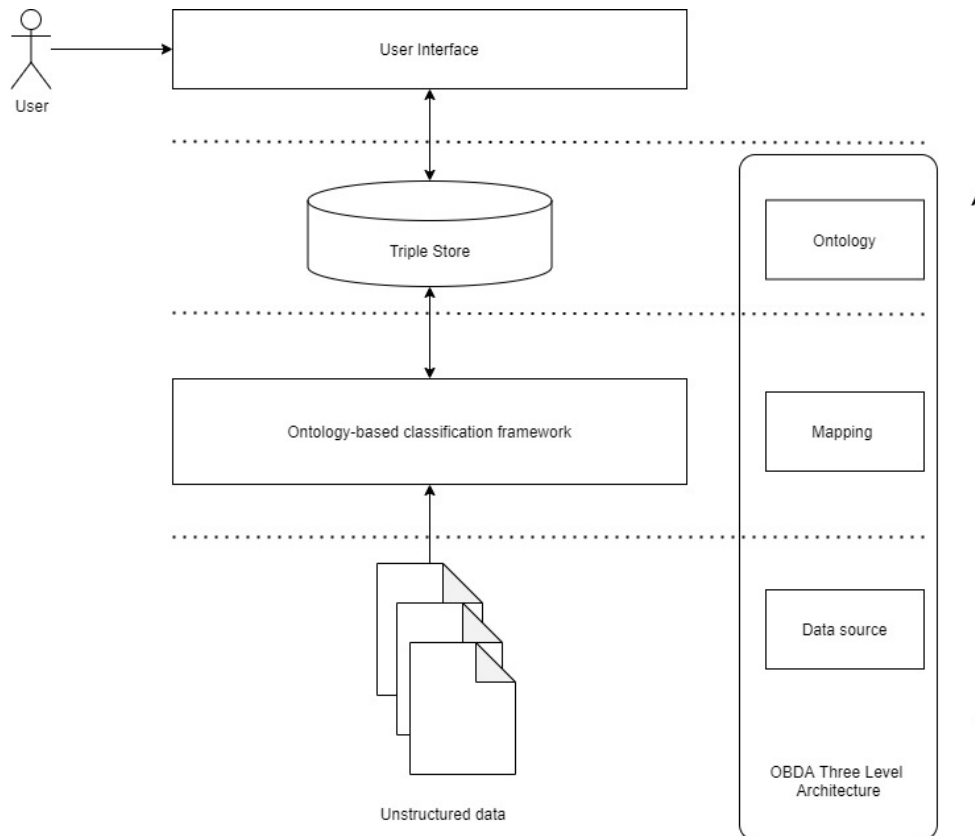 User Interface
User
Triple Store
Ontology
Ontology-based classification framework
Mapping
Data source
OBDA Three Level
Architecture
Unstructured data